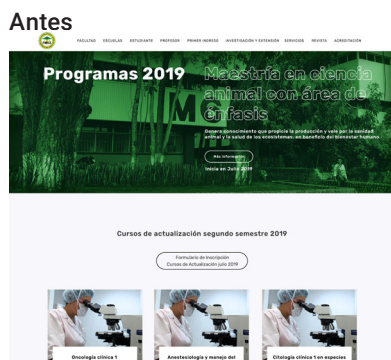 Antes
FACULTAD ESCUELAS ESTUDIANTE PROFESOR PRIMER INGRESO INVESTIGACIÓN Y EXTENSIÓN SERVICIOS REVISTA ACREDITACIÓN
Programas 2019
Maestría en ciencia
animal con área de
énfasis
Genera conocimiento que propicie la producción y vele por la sanidad
animal y la salud de los ecosistemas, en beneficio del bienestar humano.
Más información
Inicia en Julio 2019
Cursos de actualización segundo semestre 2019
Formulario de Inscripción
Cursos de Actualización julio 2019
Oncología clínica 1
Anestesiología y manejo del
Citología clínica 1 en especies